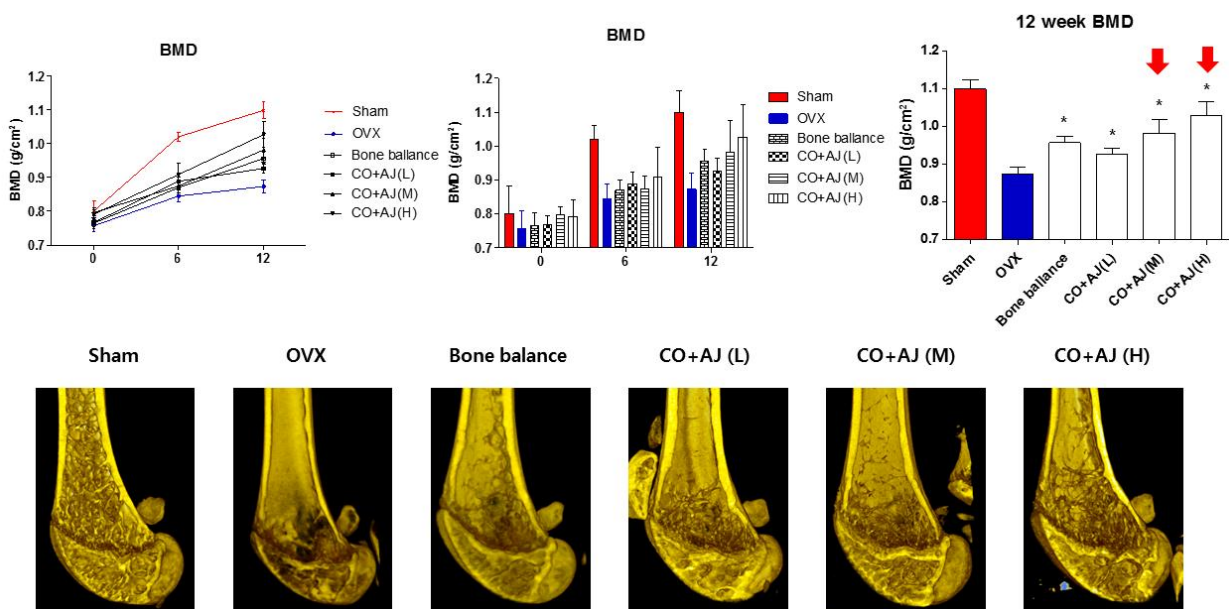 BMD
BMD (g/cm²)
1.2
1.1
1.0
0.9
0.8
0.7
0
6
12
Sham
OVX
Bone ballance
CO+AJ(L)
CO+AJ(M)
CO+AJ(H)
BMD
BMD (g/cm²)
1.2
1.1
1.0
0.9
0.8
0.7
0
6
12
Sham
OVX
Bone ballance
CO+AJ(L)
CO+AJ(M)
CO+AJ(H)
12 week BMD
BMD (g/cm²)
1.2
1.1
1.0
0.9
0.8
0.7
* * * *
Sham
OVX
Bone ballance
CO+AJ(L)
CO+AJ(M)
CO+AJ(H)
Sham OVX Bone balance CO+AJ (L) CO+AJ (M) CO+AJ (H)